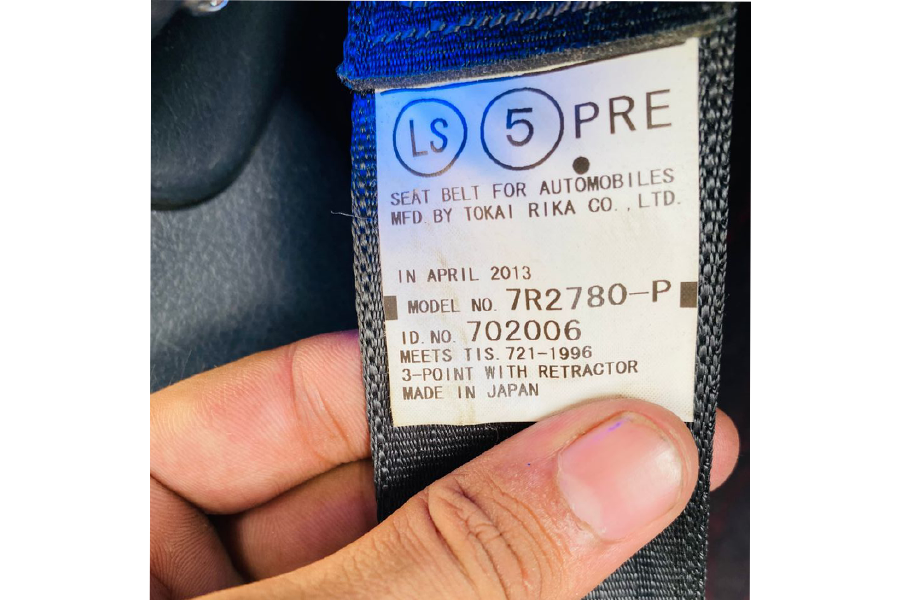 LS 5 PRE
SEAT BELT FOR AUTOMOBILES
MFD BY TOKAI RIKA CO.,LTD.
IN APRIL 2013
MODEL NO. 7R2780-P
ID.NO. 702006
MEETS TIS.721-1996
3-POINT WITH RETRACTOR
MADE IN JAPAN